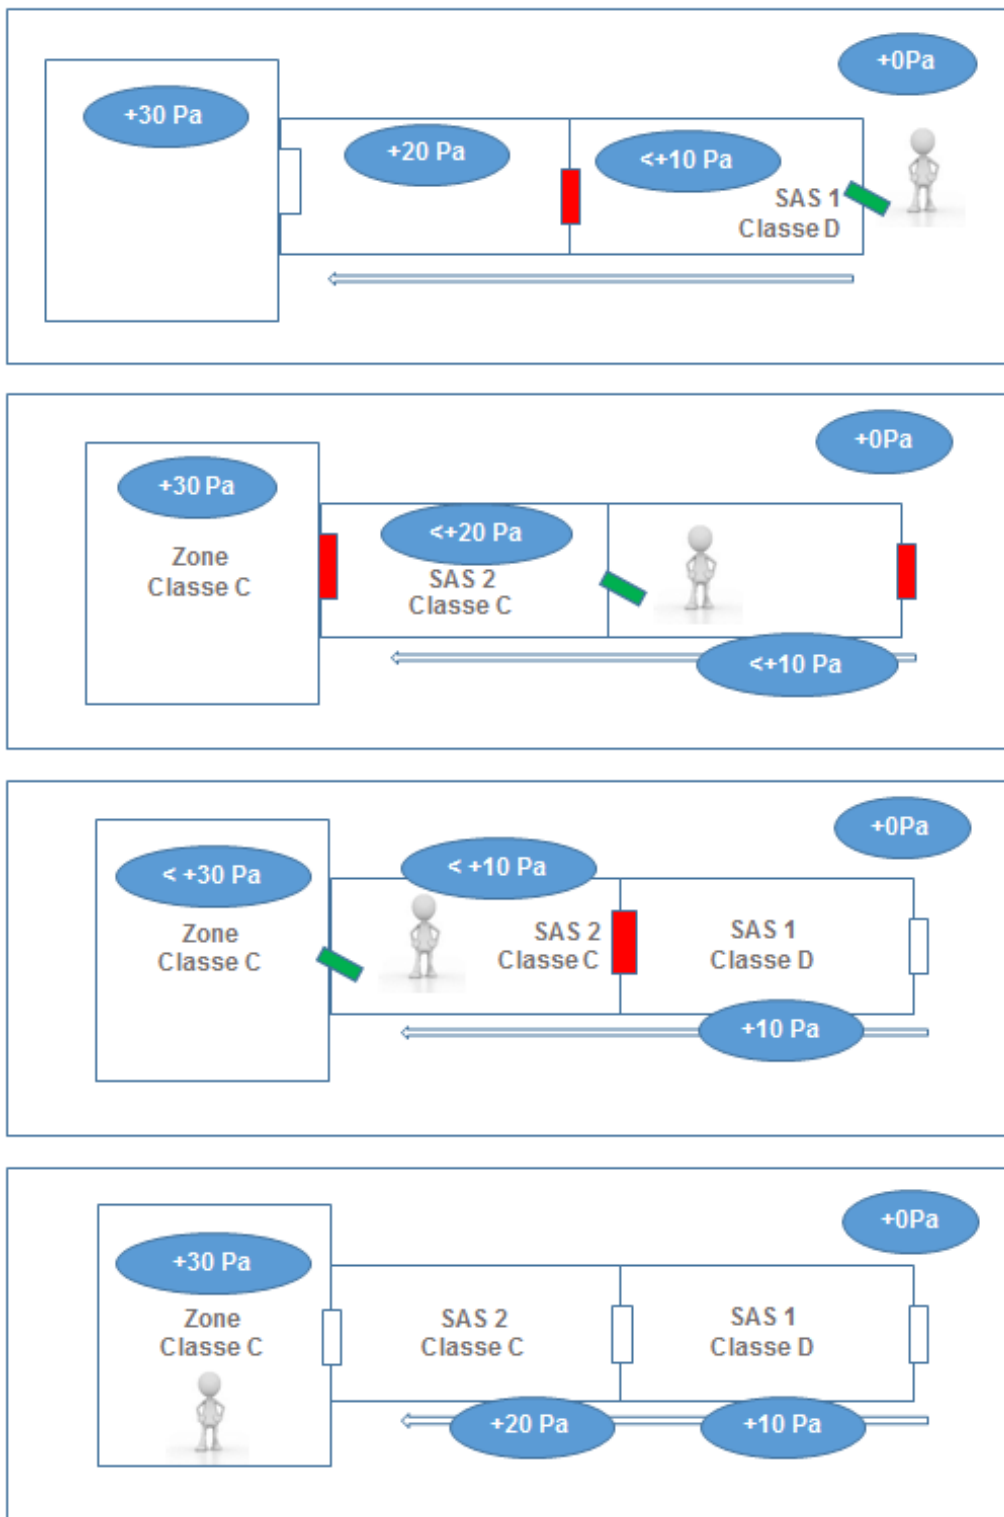 +0Pa
+30 Pa
+20 Pa
<+10 Pa
SAS 1
Classe D
+0Pa
+30 Pa
Zone
Classe C
<+20 Pa
SAS 2
Classe C
<+10 Pa
+0Pa
< +30 Pa
< +10 Pa
Zone
Classe C
SAS 2
Classe C
SAS 1
Classe D
+10 Pa
+0Pa
+30 Pa
Zone
Classe C
SAS 2
Classe C
SAS 1
Classe D
+20 Pa
+10 Pa